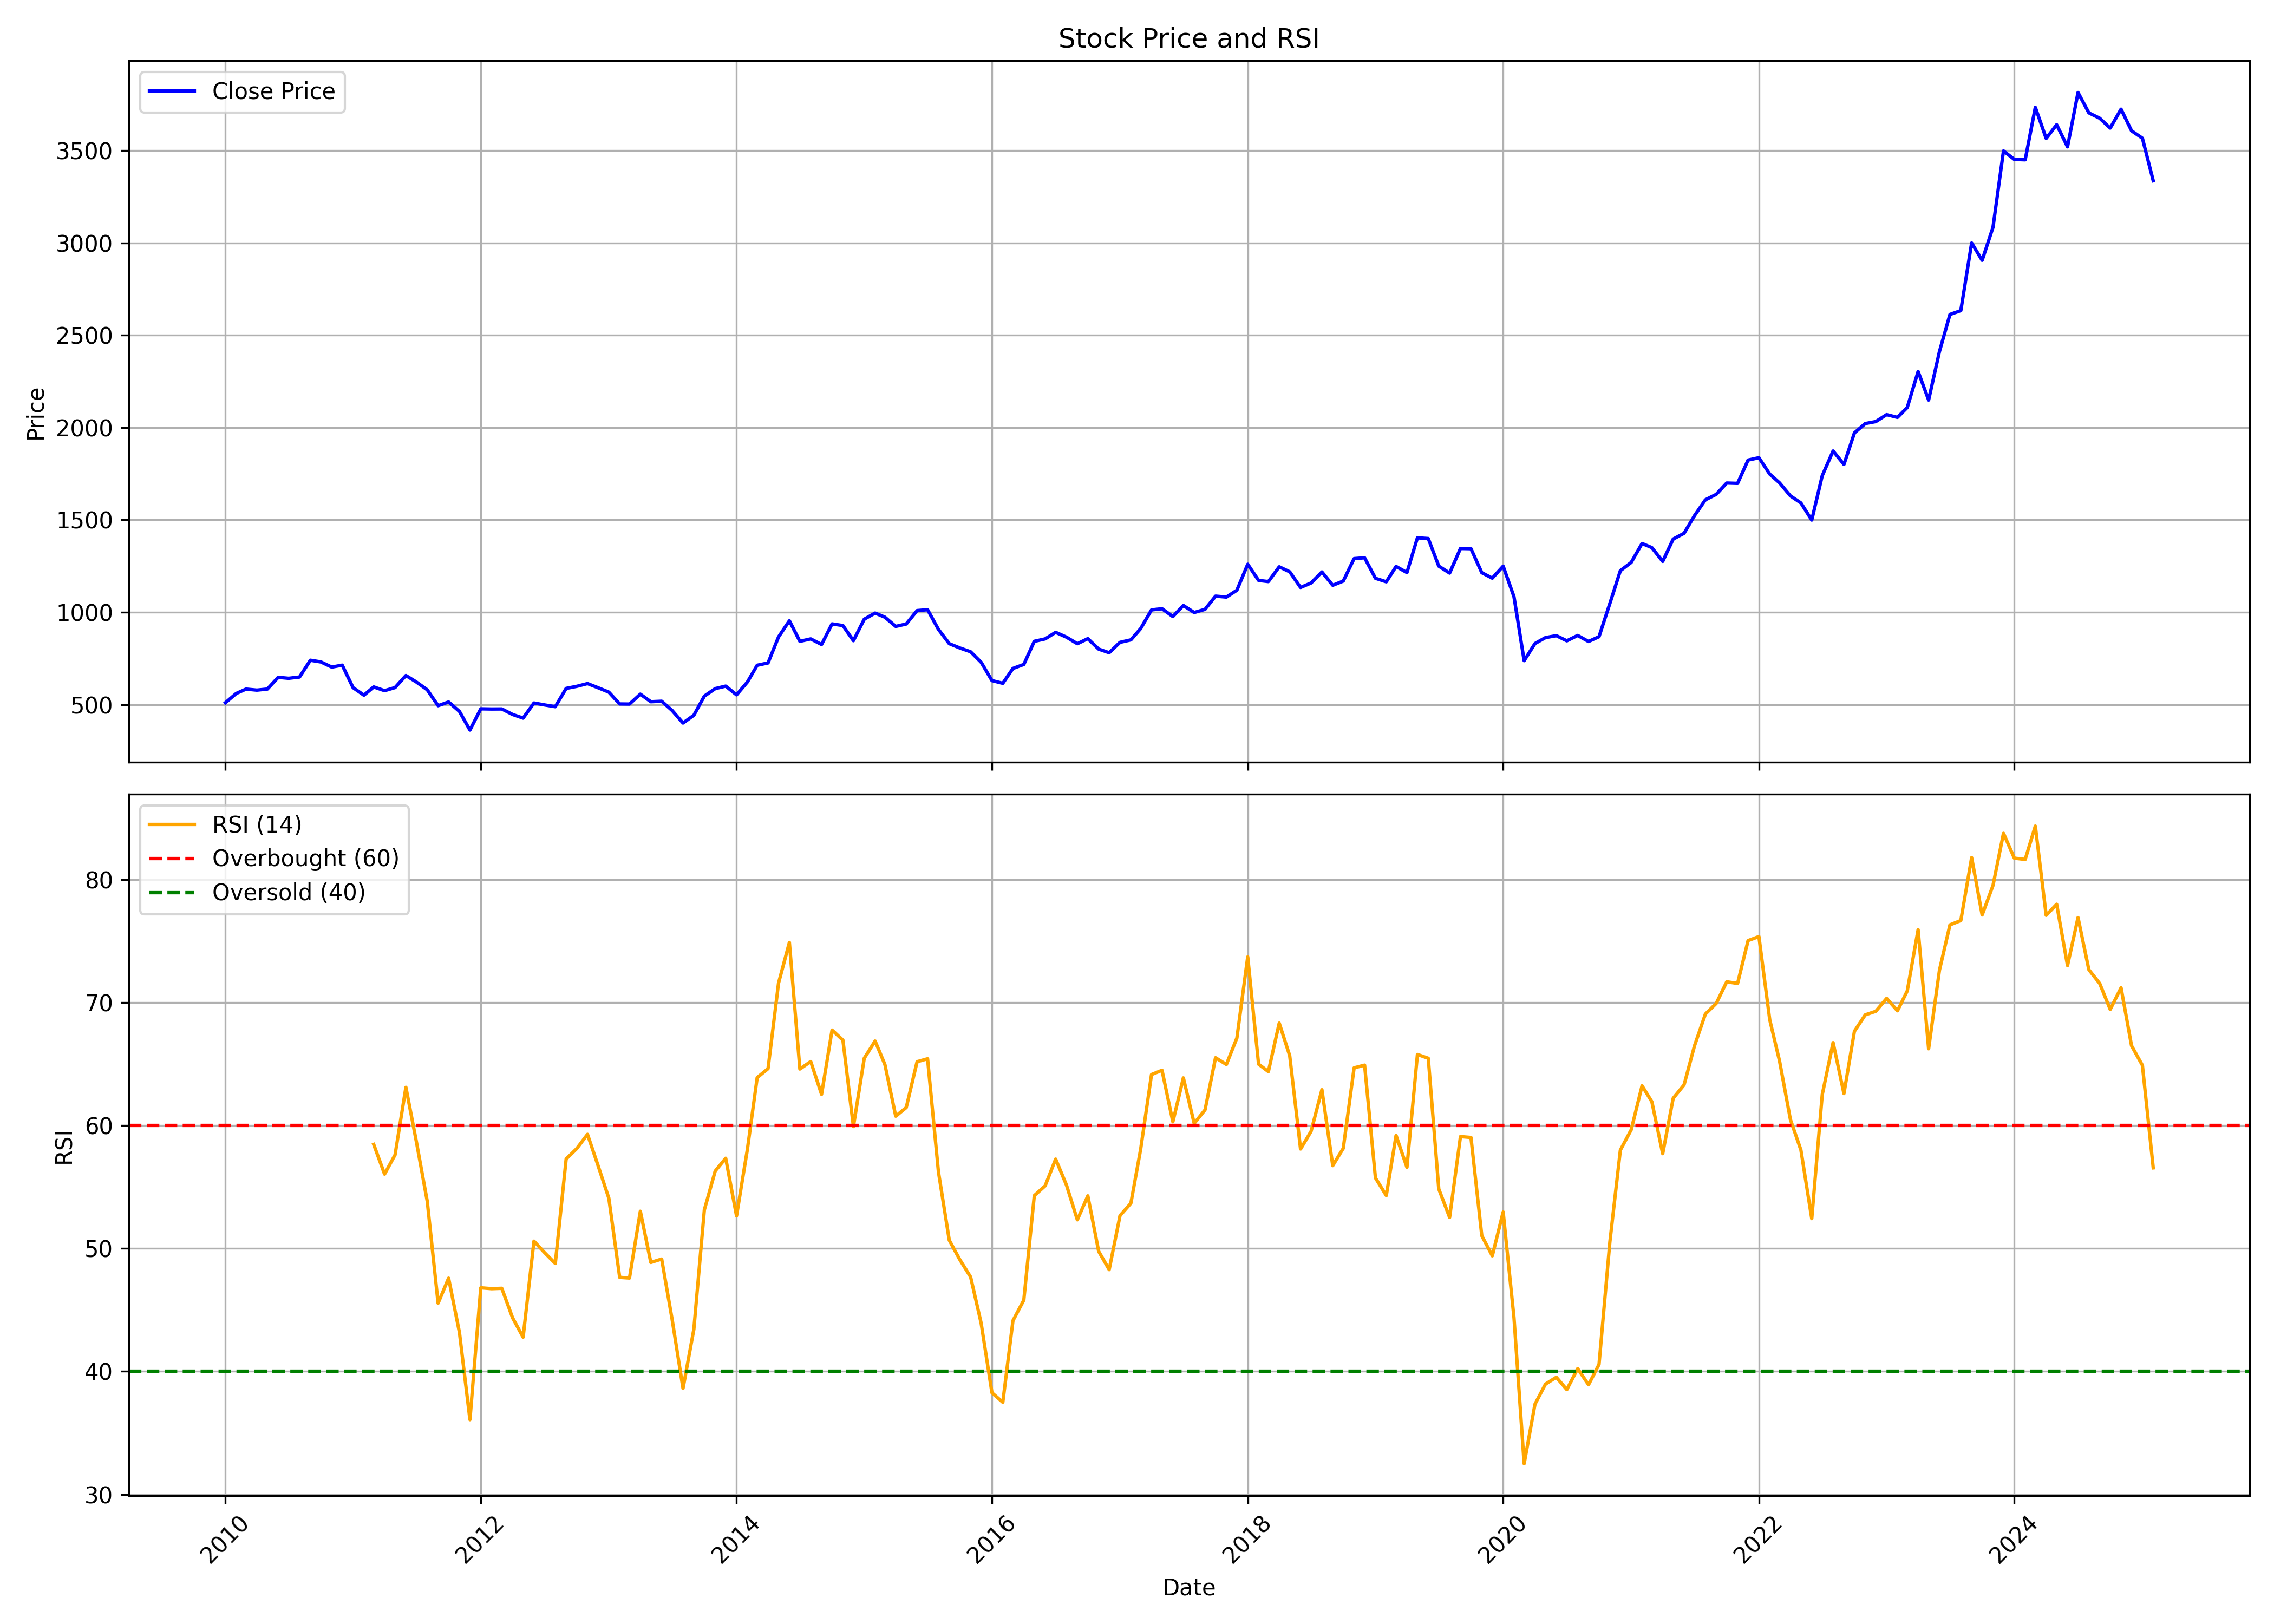 Stock Price and RSI
Close Price
Price
3500
3000
2500
2000
1500
1000
500
RSI (14)
Overbought (60)
Oversold (40)
RSI
80
70
60
50
40
30
2010
2012
2014
2016
2018
2020
2022
2024
Date